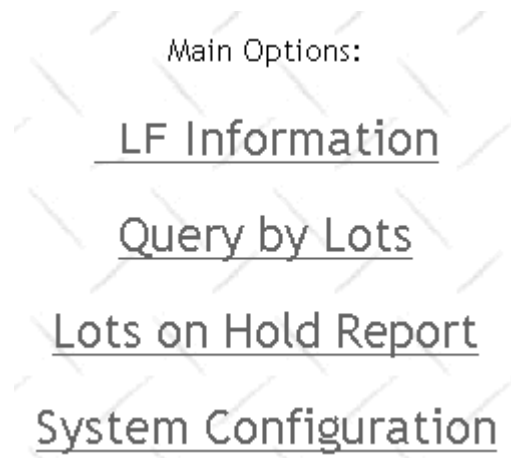 Main Options:
LF Information
Query by Lots
Lots on Hold Report
System Configuration